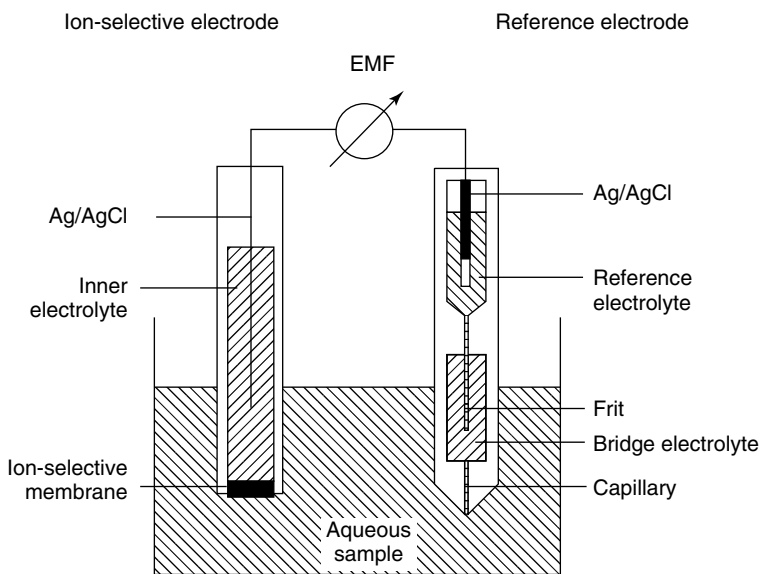 Ion-selective electrode
Reference electrode
EMF
Ag/AgCl
Inner
electrolyte
Ion-selective
membrane
Ag/AgCl
Reference
electrolyte
Frit
Bridge electrolyte
Capillary
Aqueous
sample